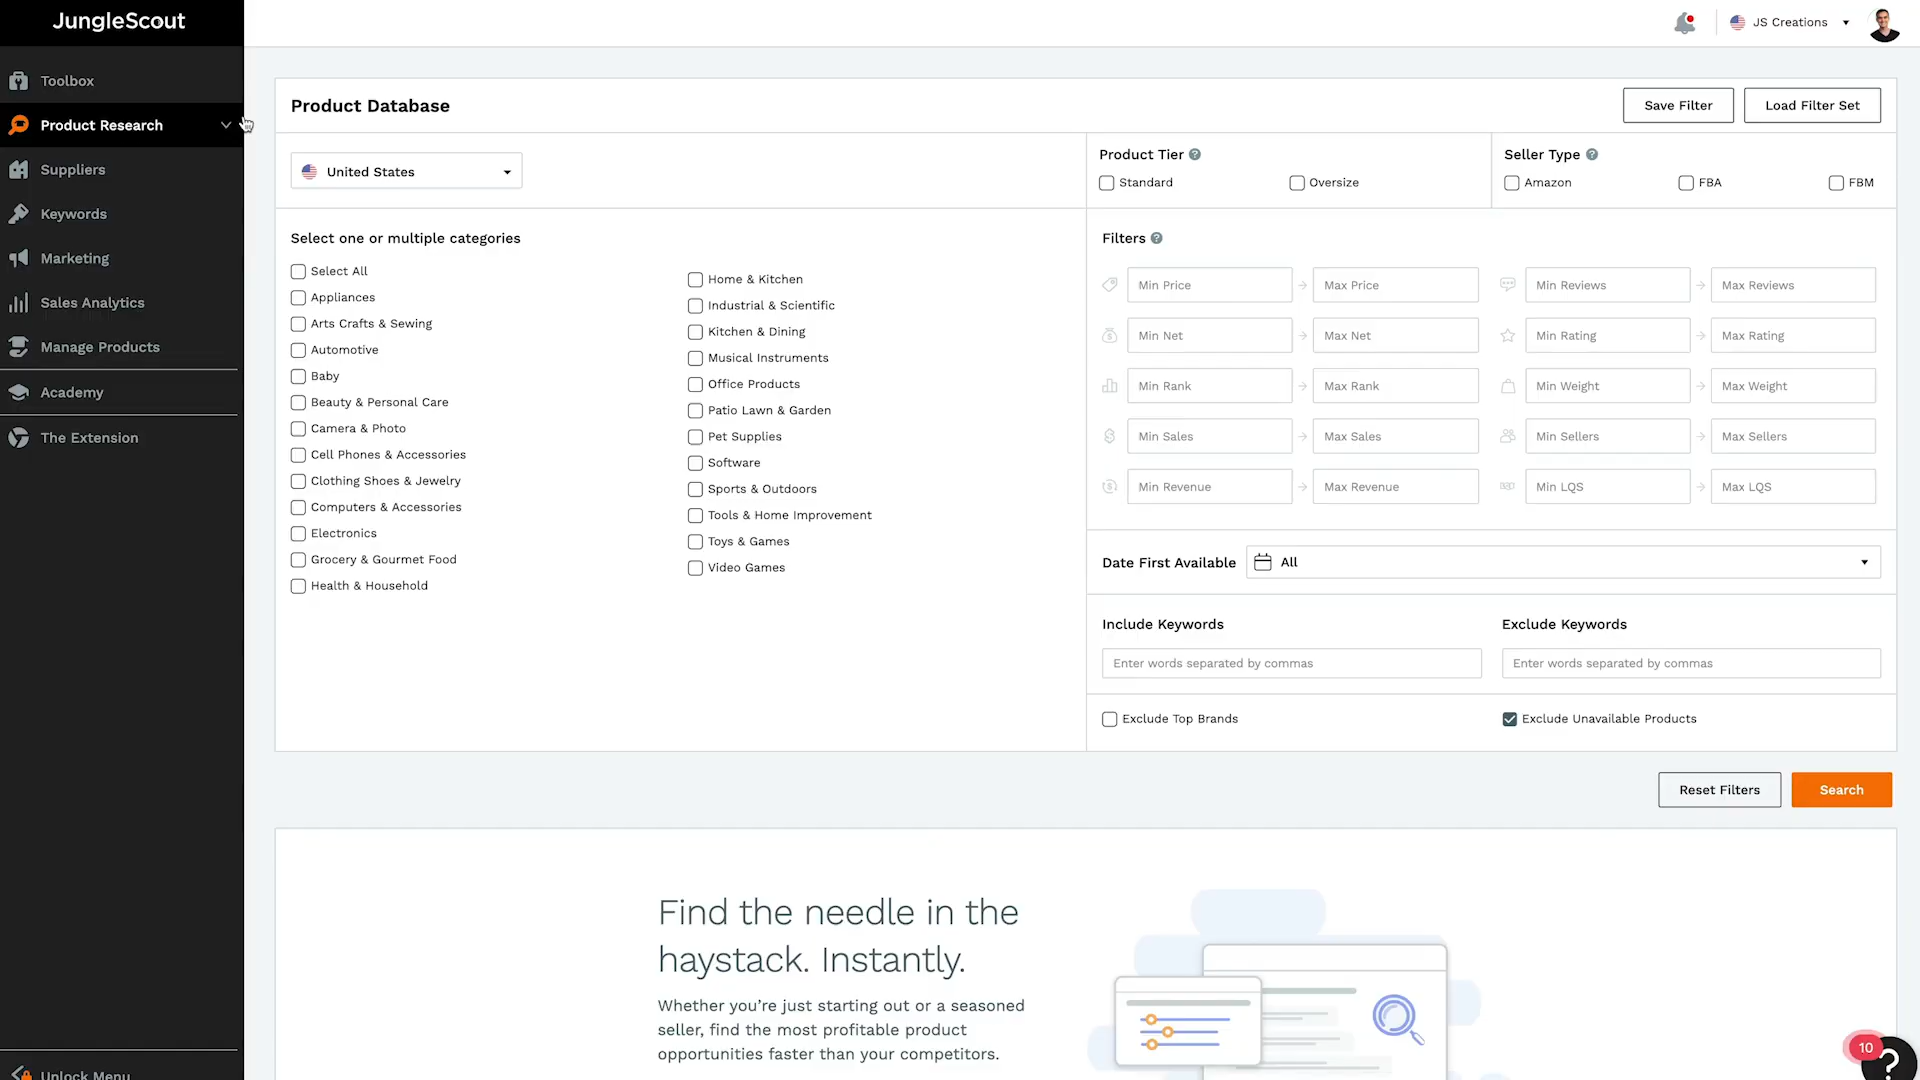 JungleScout
JS Creations
Toolbox
Product Research
Suppliers
Keywords
Marketing
Sales Analytics
Manage Products
Academy
The Extension
Unlock Menu
Product Database
Save Filter
Load Filter Set
United States
Product Tier ?
Standard
Oversize
Seller Type ?
Amazon
FBA
FBM
Select one or multiple categories
Select All
Appliances
Arts Crafts & Sewing
Automotive
Baby
Beauty & Personal Care
Camera & Photo
Cell Phones & Accessories
Clothing Shoes & Jewelry
Computers & Accessories
Electronics
Grocery & Gourmet Food
Health & Household
Home & Kitchen
Industrial & Scientific
Kitchen & Dining
Musical Instruments
Office Products
Patio Lawn & Garden
Pet Supplies
Software
Sports & Outdoors
Tools & Home Improvement
Toys & Games
Video Games
Filters ?
Min Price
Max Price
Min Reviews
Max Reviews
Min Net
Max Net
Min Rating
Max Rating
Min Rank
Max Rank
Min Weight
Max Weight
Min Sales
Max Sales
Min Sellers
Max Sellers
Min Revenue
Max Revenue
Min LQS
Max LQS
Date First Available
All
Include Keywords
Exclude Keywords
Enter words separated by commas
Enter words separated by commas
Exclude Top Brands
Exclude Unavailable Products
Reset Filters
Search
Find the needle in the
haystack. Instantly.
Whether you’re just starting out or a seasoned
seller, find the most profitable product
opportunities faster than your competitors.
10
?